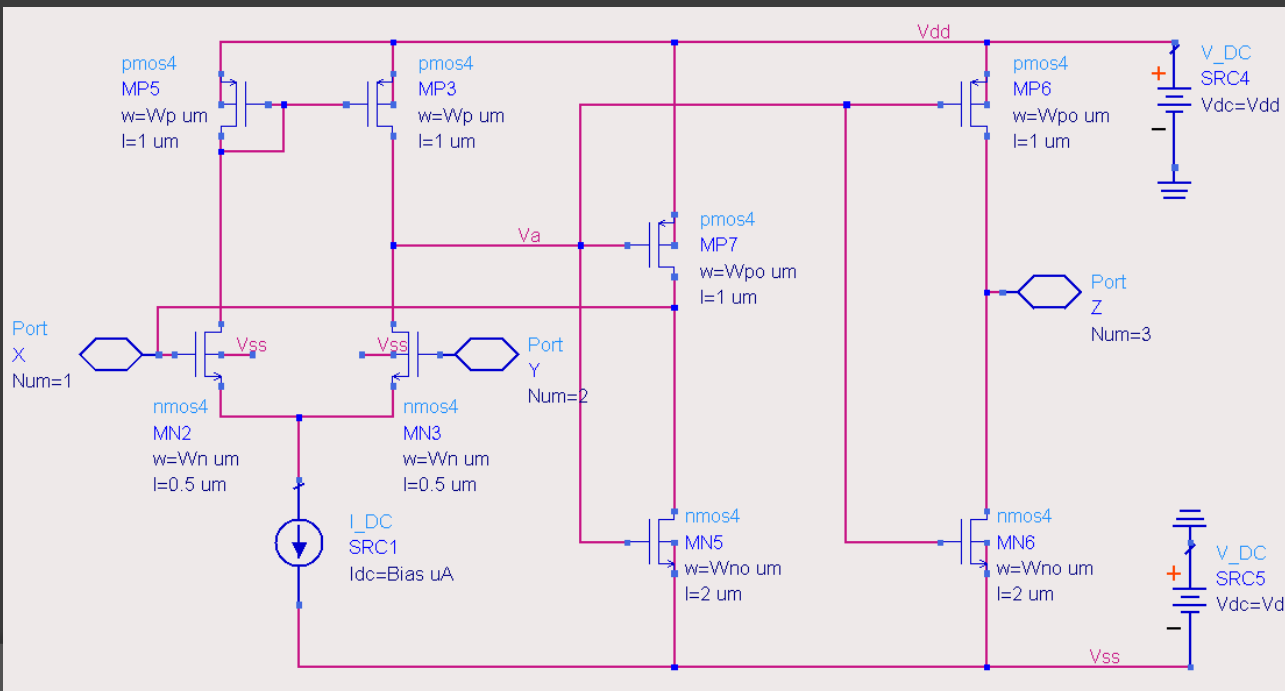 Vdd
pmos4
MP5
w=Wp um
l=1 um
pmos4
MP3
w=Wp um
l=1 um
pmos4
MP6
w=Wpo um
l=1 um
+
V_DC
SRC4
Vdc=Vdd
−
Va
pmos4
MP7
w=Wpo um
l=1 um
Port
Z
Num=3
Port
X
Num=1
Vss
Vss
Port
Y
Num=2
nmos4
MN2
w=Wn um
l=0.5 um
nmos4
MN3
w=Wn um
l=0.5 um
I_DC
SRC1
Idc=Bias uA
nmos4
MN5
w=Wno um
l=2 um
nmos4
MN6
w=Wno um
l=2 um
+
V_DC
SRC5
Vdc=Vd
−
Vss